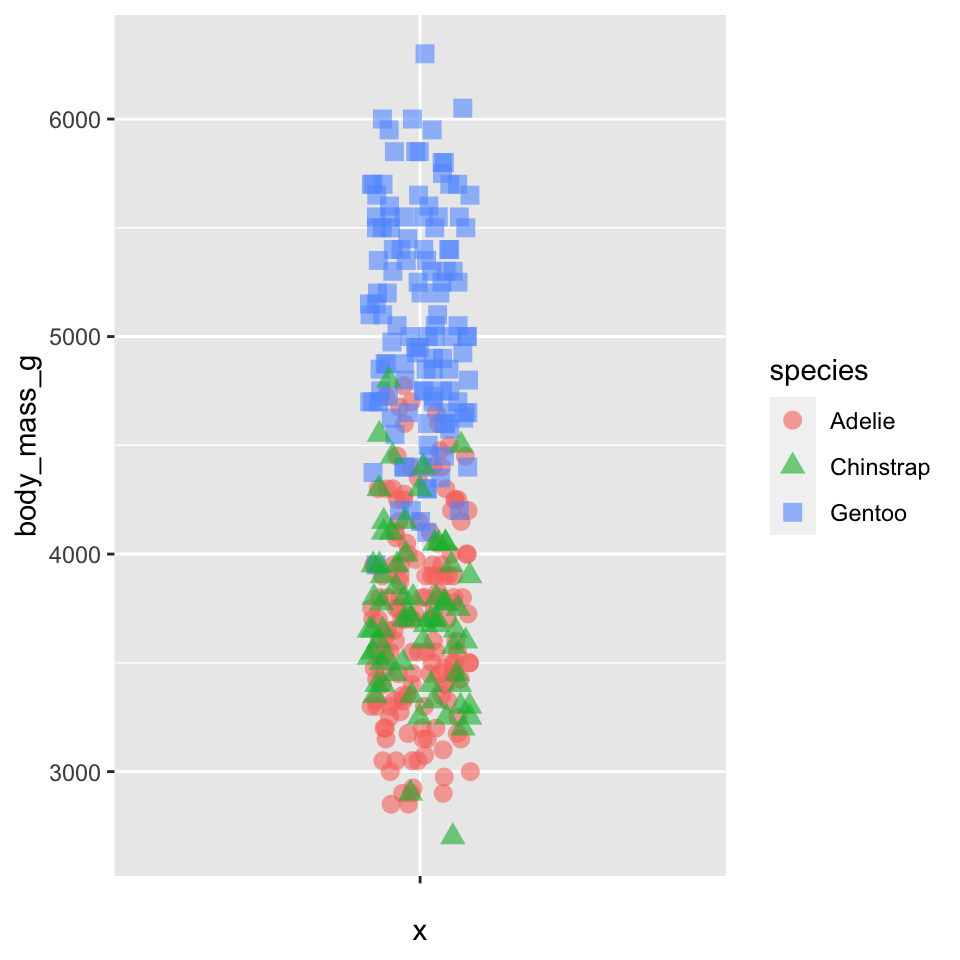 6000
5000
4000
3000
body_mass_g
x
species
Adelie
Chinstrap
Gentoo